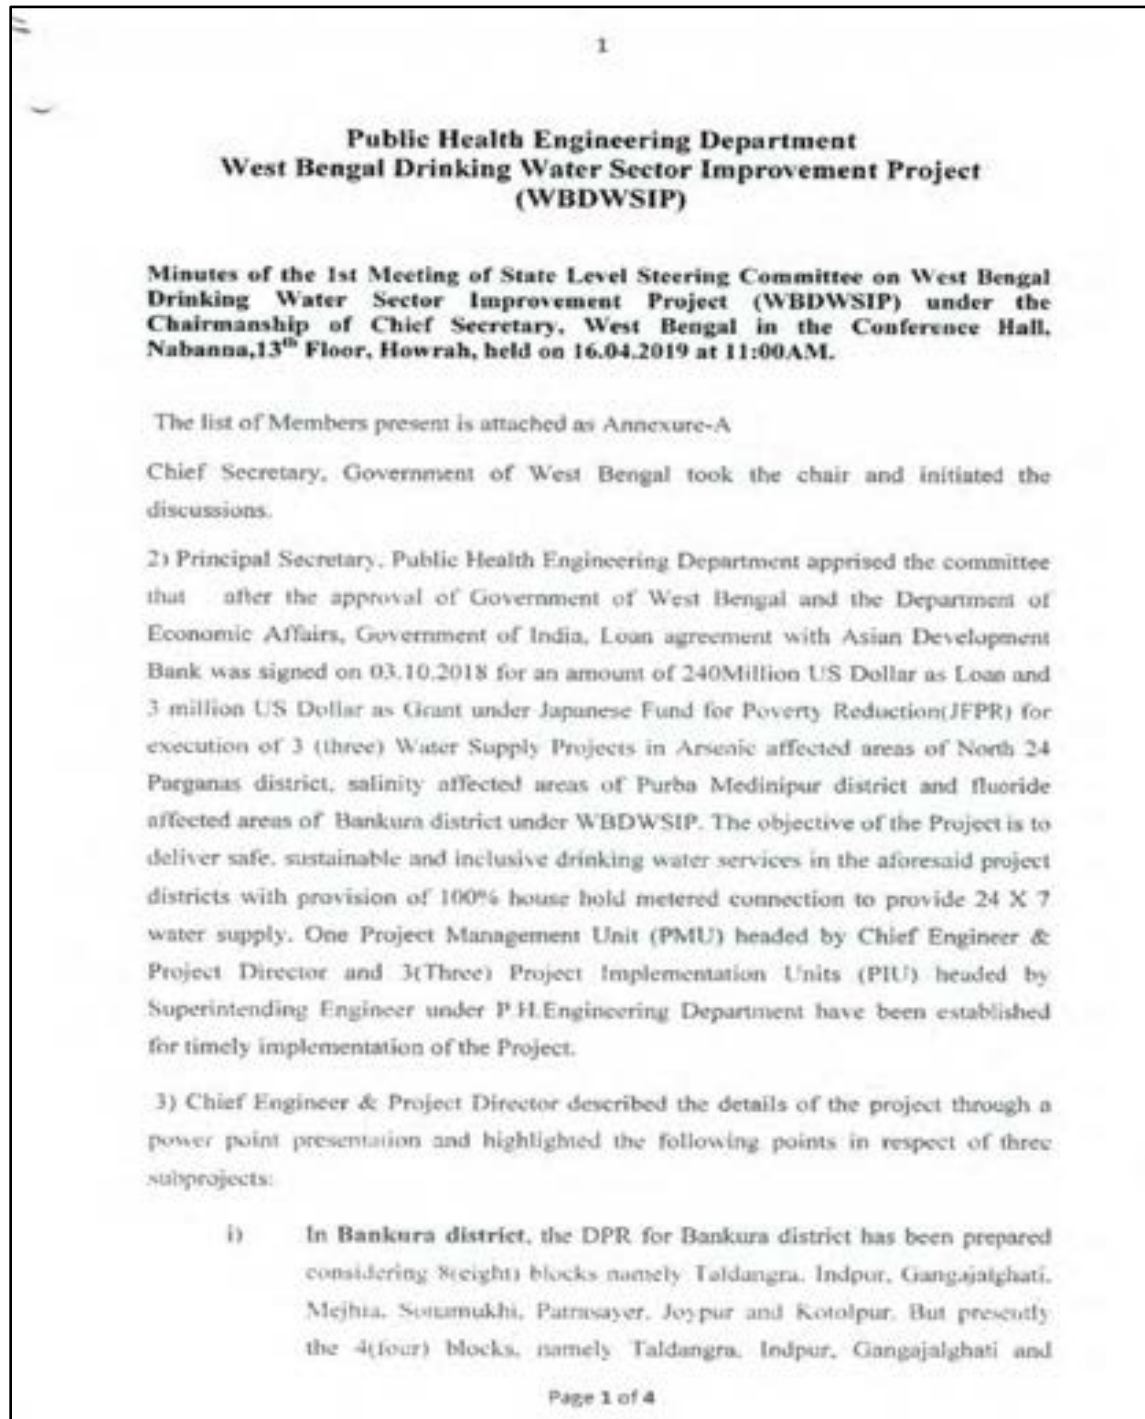 1
Public Health Engineering Department
West Bengal Drinking Water Sector Improvement Project
(WBDWSIP)
Minutes of the 1st Meeting of State Level Steering Committee on West Bengal
Drinking Water Sector Improvement Project (WBDWSIP) under the
Chairmanship of Chief Secretary, West Bengal in the Conference Hall,
Nabanna,13th Floor, Howrah, held on 16.04.2019 at 11:00AM.
The list of Members present is attached as Annexure-A
Chief Secretary, Government of West Bengal took the chair and initiated the
discussions.
2) Principal Secretary, Public Health Engineering Department apprised the committee
that after the approval of Government of West Bengal and the Department of
Economic Affairs, Government of India, Loan agreement with Asian Development
Bank was signed on 03.10.2018 for an amount of 240Million US Dollar as Loan and
3 million US Dollar as Grant under Japanese Fund for Poverty Reduction(JFPR) for
execution of 3 (three) Water Supply Projects in Arsenic affected areas of North 24
Parganas district, salinity affected areas of Purba Medinipur district and fluoride
affected areas of Bankura district under WBDWSIP. The objective of the Project is to
deliver safe, sustainable and inclusive drinking water services in the aforesaid project
districts with provision of 100% house hold metered connection to provide 24 X 7
water supply. One Project Management Unit (PMU) headed by Chief Engineer &
Project Director and 3(Three) Project Implementation Units (PIU) headed by
Superintending Engineer under P.H.Engineering Department have been established
for timely implementation of the Project.
3) Chief Engineer & Project Director described the details of the project through a
power point presentation and highlighted the following points in respect of three
subprojects:
i) In Bankura district, the DPR for Bankura district has been prepared
considering 8(eight) blocks namely Taldangra, Indpur, Gangajalghati,
Mejhia, Sonamukhi, Patrasayer, Joypur and Kotolpur. But presently
the 4(four) blocks, namely Taldangra, Indpur, Gangajalghati and
Page 1 of 4